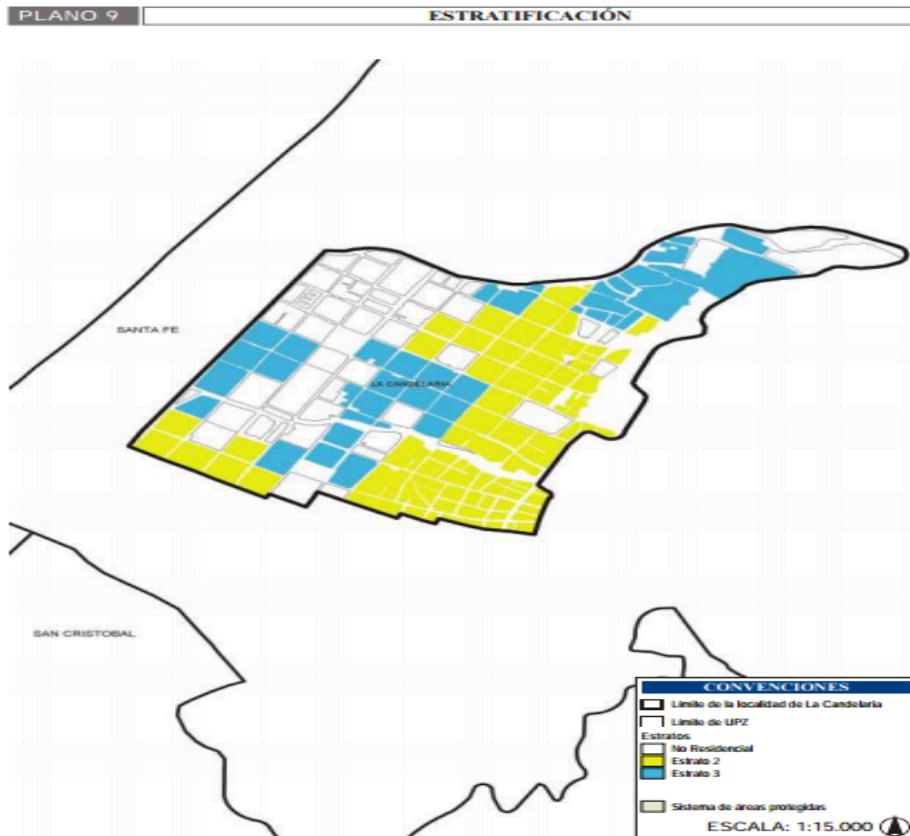 PLANO 9
ESTRATIFICACIÓN
SANTA FE
LA CANDELARIA
SAN CRISTOBAL
CONVENCIONES
Límite de la localidad de La Candelaria
Límite de UPZ
Estratos
No Residencial
Estrato 2
Estrato 3
Sistema de áreas protegidas
ESCALA: 1:15.000